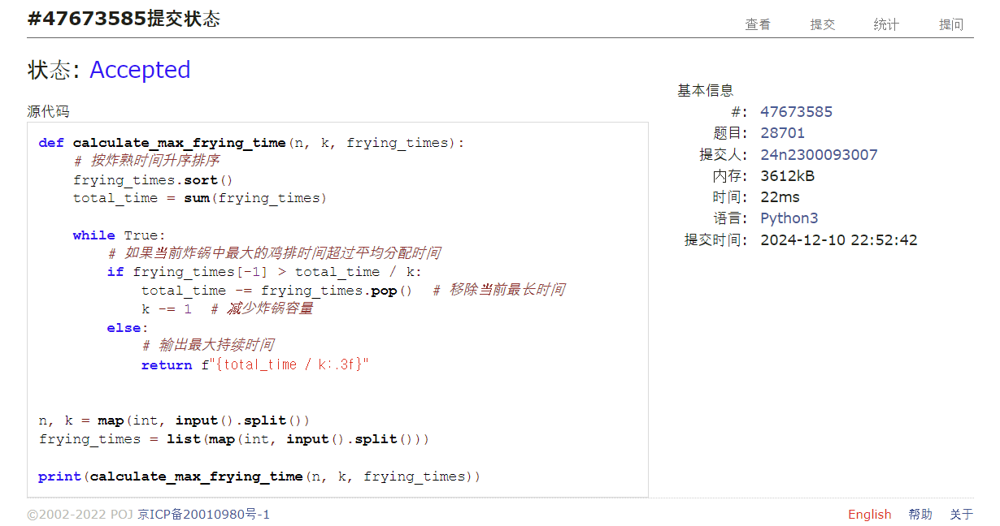 #47673585提交状态
查看 提交 统计 提问
状态: Accepted
源代码
def calculate_max_frying_time(n, k, frying_times):
    # 按炸熟时间升序排序
    frying_times.sort()
    total_time = sum(frying_times)

    while True:
        # 如果当前炸锅中最大的鸡排时间超过平均分配时间
        if frying_times[-1] > total_time / k:
            total_time -= frying_times.pop()  # 移除当前最长时间
            k -= 1  # 减少炸锅容量
        else:
            # 输出最大持续时间
            return f"{total_time / k:.3f}"

n, k = map(int, input().split())
frying_times = list(map(int, input().split()))

print(calculate_max_frying_time(n, k, frying_times))
基本信息
#: 47673585
题目: 28701
提交人: 24n2300093007
内存: 3612kB
时间: 22ms
语言: Python3
提交时间: 2024-12-10 22:52:42
©2002-2022 POJ 京ICP备20010980号-1
English 帮助 关于